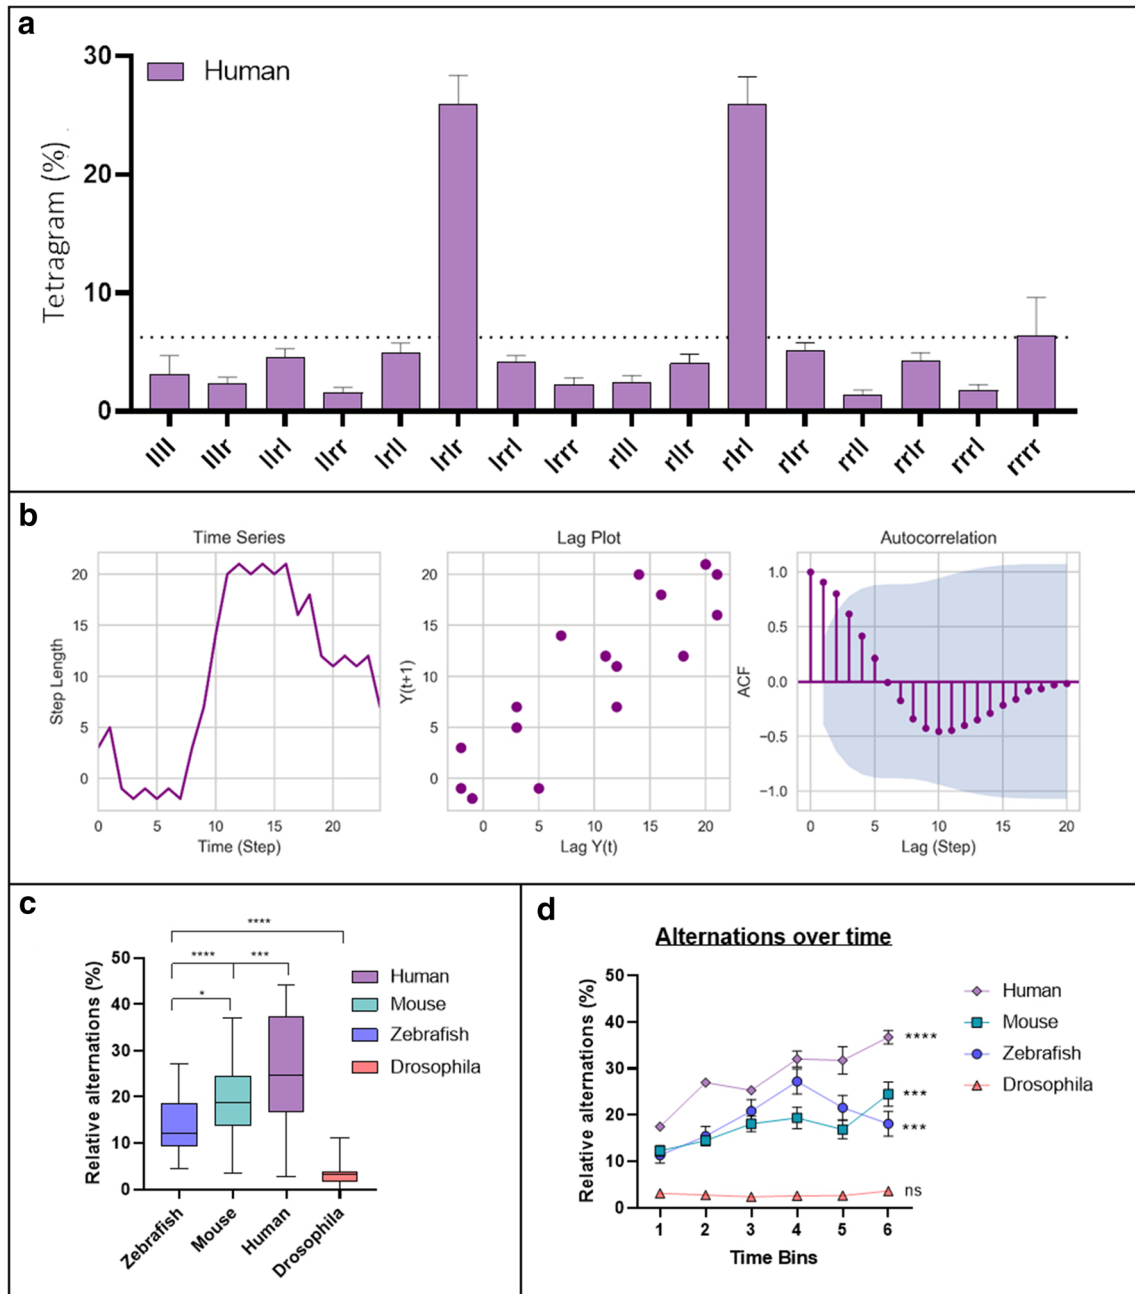 a
Human
Tetragram (%)
30
20
10
0
llll
lllr
llrl
llrr
lrll
lrlr
lrrl
lrrr
rlll
rllr
rlrl
rlrr
rrll
rrlr
rrrl
rrrr
b
Time Series
Step Length
20
15
10
5
0
0 5 10 15 20
Time (Step)
Lag Plot
Y(t+1)
20
15
10
5
0
0 5 10 15 20
Lag Y(t)
Autocorrelation
ACF
1.0
0.5
0.0
−0.5
−1.0
0 5 10 15 20
Lag (Step)
c
****
**** ***
*
Relative alternations (%)
50
40
30
20
10
0
Zebrafish
Mouse
Human
Drosophila
Human
Mouse
Zebrafish
Drosophila
d
Alternations over time
Relative alternations (%)
50
40
30
20
10
0
1 2 3 4 5 6
Time Bins
****
***
***
ns
Human
Mouse
Zebrafish
Drosophila